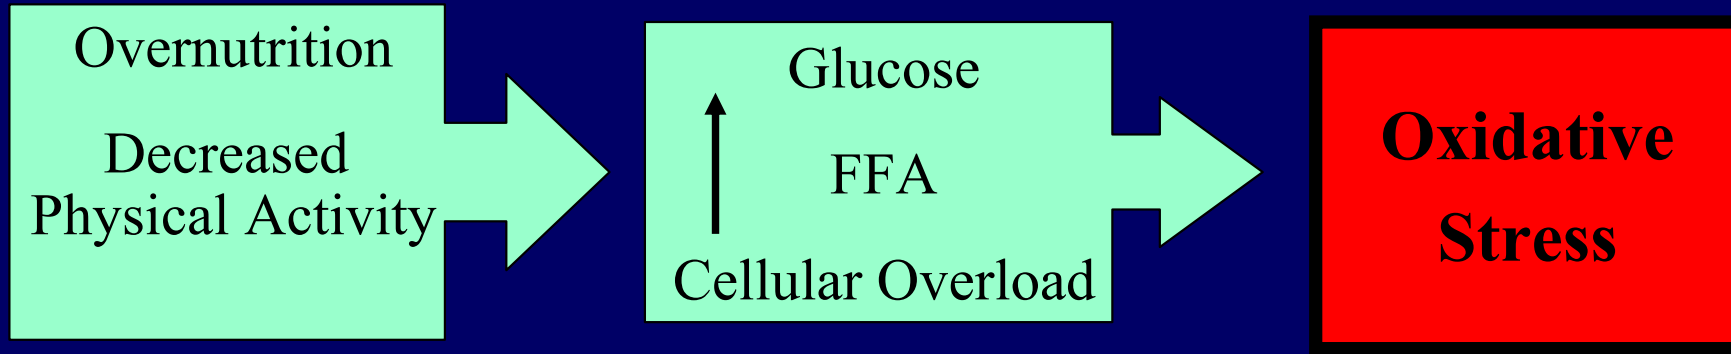 Overnutrition
Decreased
Physical Activity
Glucose
FFA
Cellular Overload
Oxidative
Stress